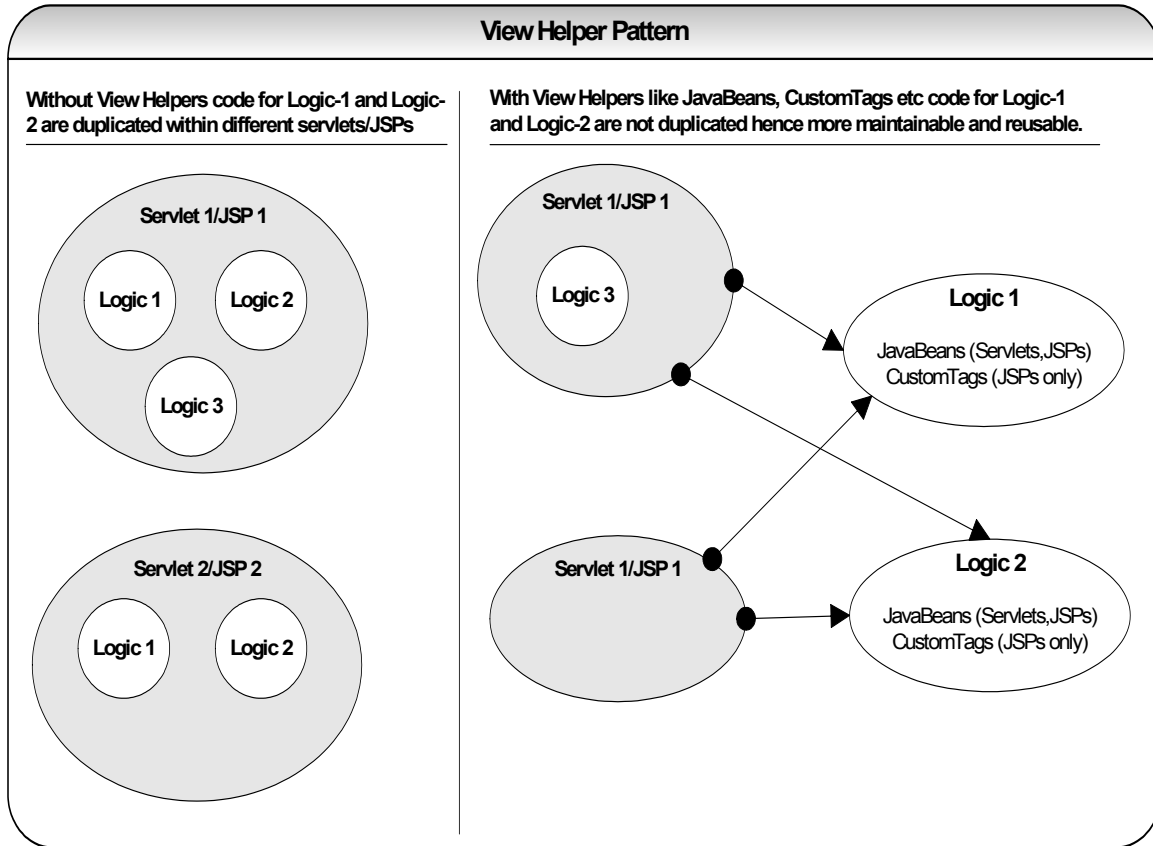 View Helper Pattern
Without View Helpers code for Logic-1 and Logic-
2 are duplicated within different servlets/JSPs
Servlet 1/JSP 1
Logic 1
Logic 2
Logic 3
Servlet 2/JSP 2
Logic 1
Logic 2
With View Helpers like JavaBeans, CustomTags etc code for Logic-1
and Logic-2 are not duplicated hence more maintainable and reusable.
Servlet 1/JSP 1
Logic 3
Logic 1
JavaBeans (Servlets,JSPs)
CustomTags (JSPs only)
Servlet 1/JSP 1
Logic 2
JavaBeans (Servlets,JSPs)
CustomTags (JSPs only)